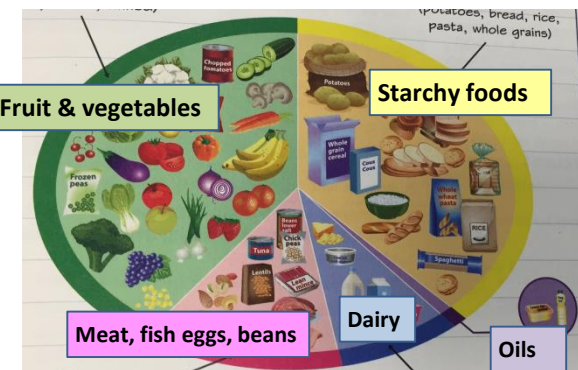 (potatoes, bread, rice,
pasta, whole grains)
Chopped
tomatoes
Potatoes
Fruit & vegetables
Starchy foods
Whole
grain
cereal
Cous
Cous
Frozen
peas
Whole
wheat
pasta
RICE
Beans
lower
salt
Chick
peas
Tuna
Lentils
Lean
mince
Spaghetti
Meat, fish eggs, beans
Dairy
Oils